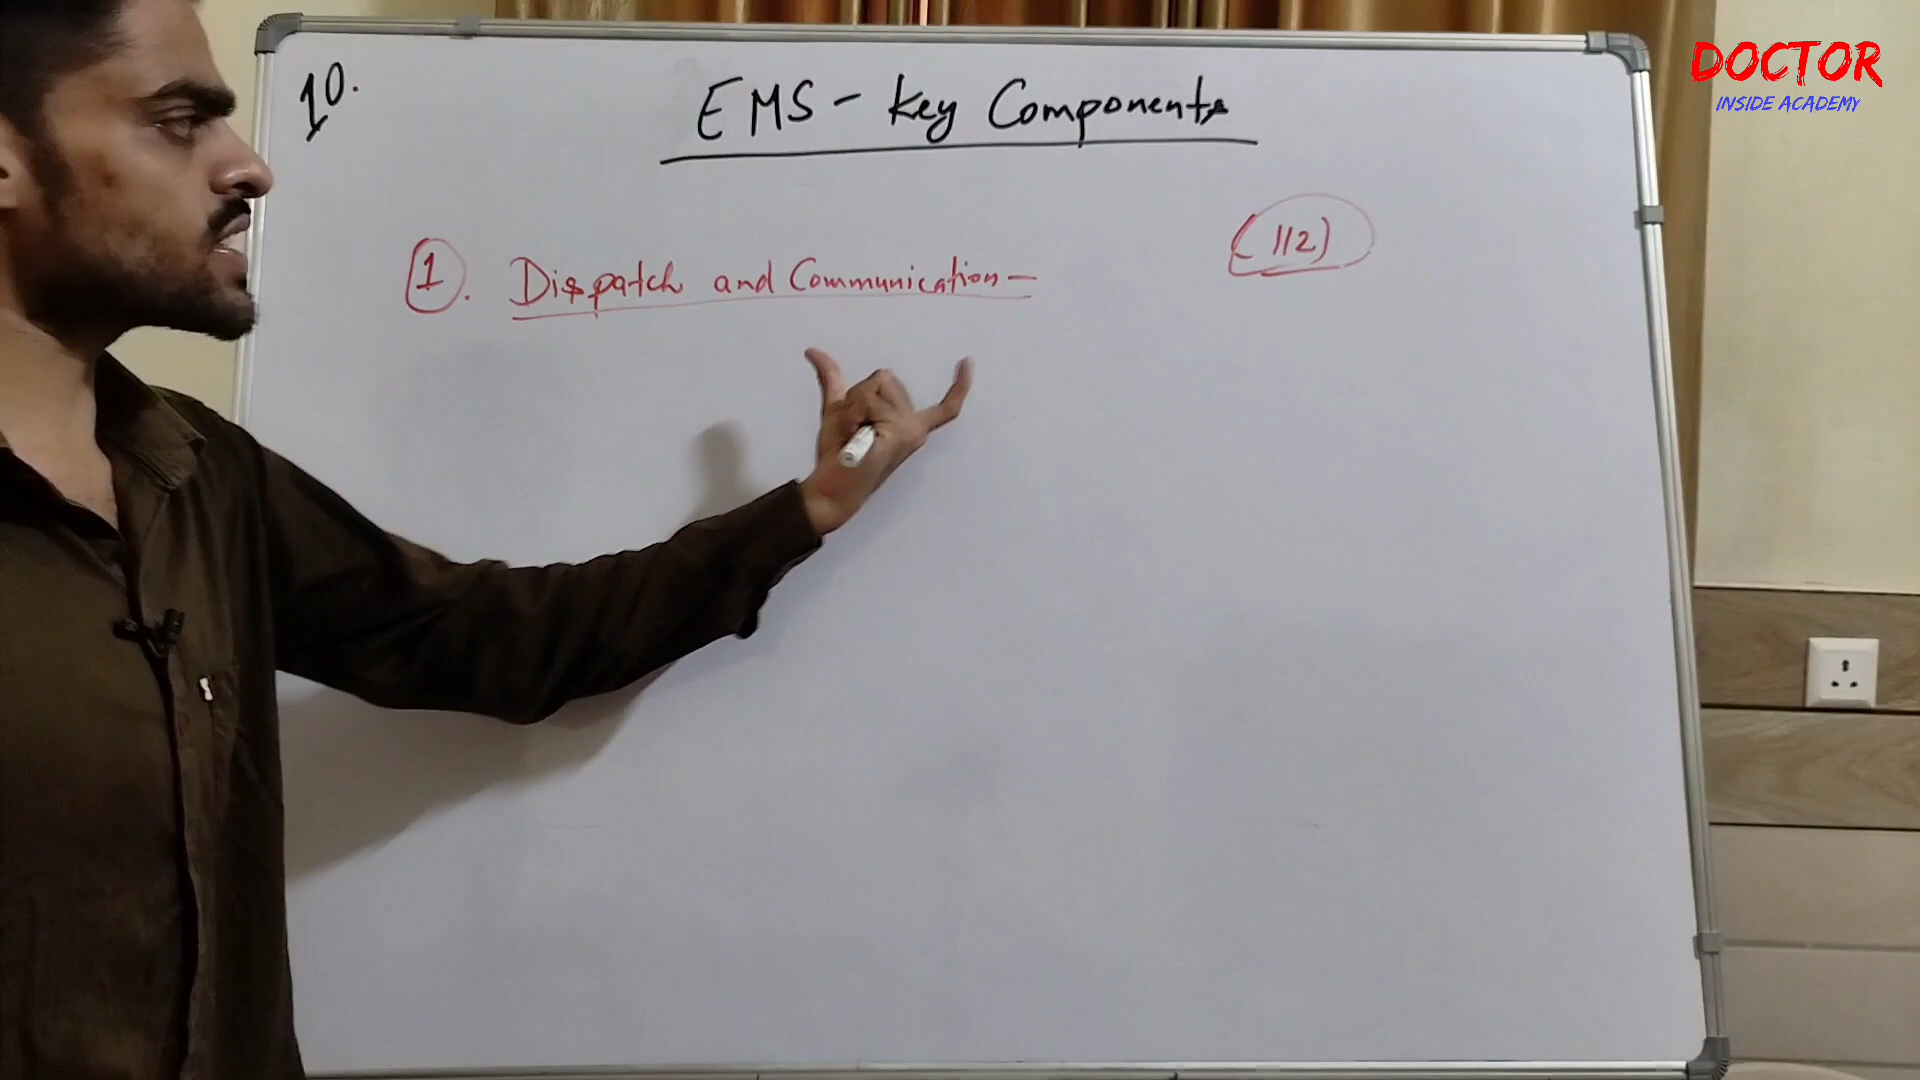 10.
EMS - Key Components
(112)
1. Dispatch and Communication -
DOCTOR
INSIDE ACADEMY